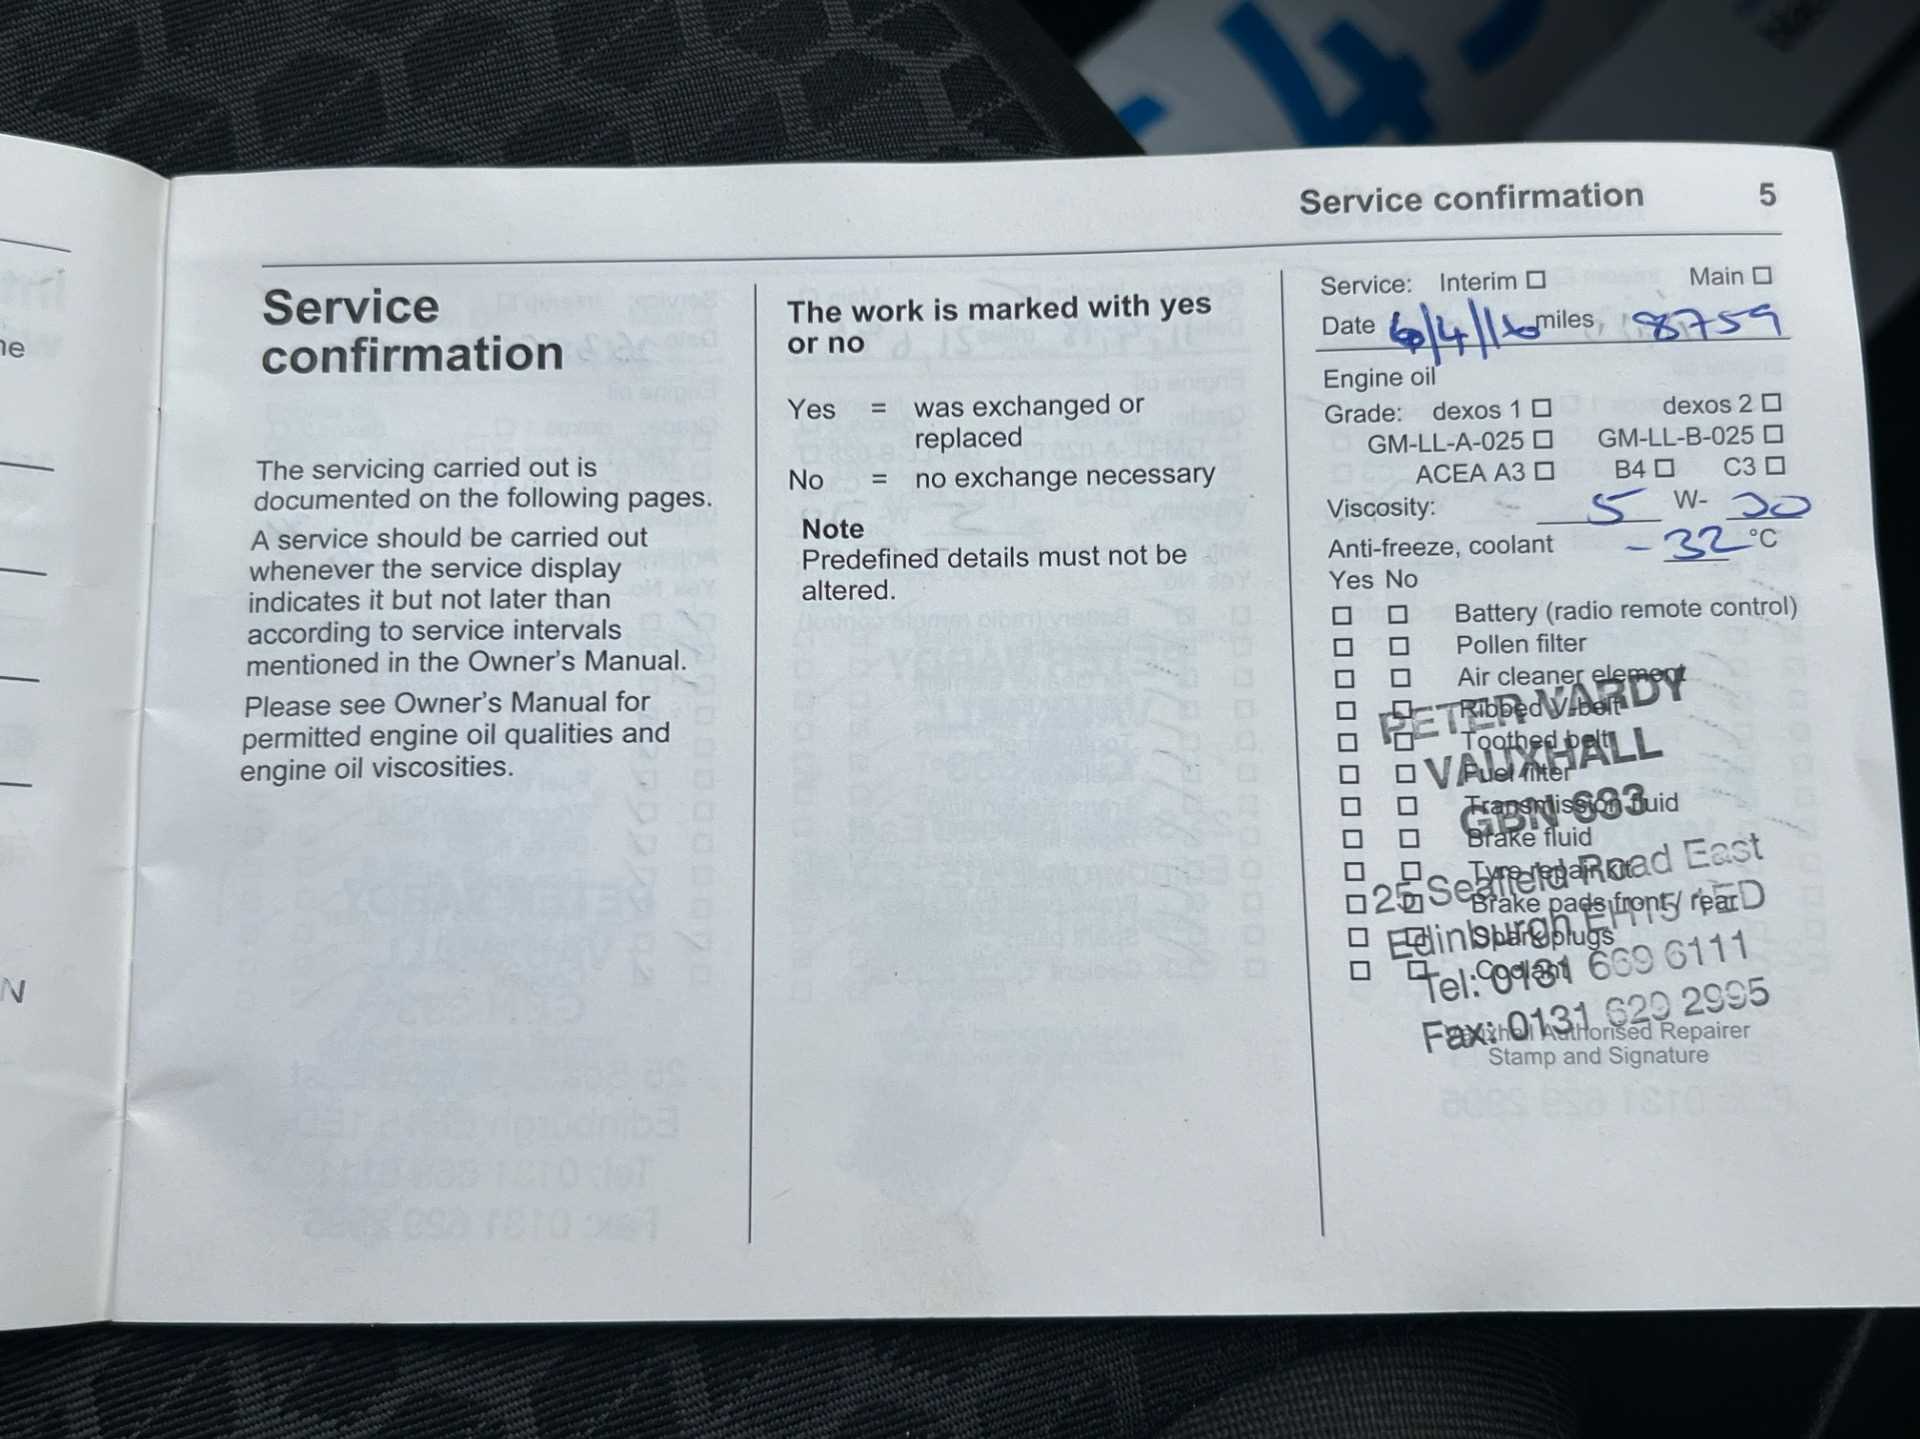 Service confirmation 5
Service
confirmation
The servicing carried out is
documented on the following pages.
A service should be carried out
whenever the service display
indicates it but not later than
according to service intervals
mentioned in the Owner's Manual.
Please see Owner's Manual for
permitted engine oil qualities and
engine oil viscosities.
The work is marked with yes
or no
Yes = was exchanged or
replaced
No = no exchange necessary
Note
Predefined details must not be
altered.
Service: Interim □ Main □
Date 6/4/16 miles, 8759
Engine oil
Grade: dexos 1 □ dexos 2 □
GM-LL-A-025 □ GM-LL-B-025 □
ACEA A3 □ B4 □ C3 □
Viscosity: 5 W- 30
Anti-freeze, coolant -32 °C
Yes No
□ □ Battery (radio remote control)
□ □ Pollen filter
□ □ Air cleaner element
□ □ Ribbed V-belt
□ □ Toothed belt
□ □ Fuel filter
□ □ Transmission fluid
□ □ Brake fluid
□ □ Tyre repair kit
□ □ Brake pads front / rear
□ □ Spark plugs
□ □ Coolant
Vauxhall Authorised Repairer
Stamp and Signature
PETER VARDY
VAUXHALL
GBN 633
25 Seafield Road East
Edinburgh EH15 1ED
Tel: 0131 669 6111
Fax: 0131 629 2995